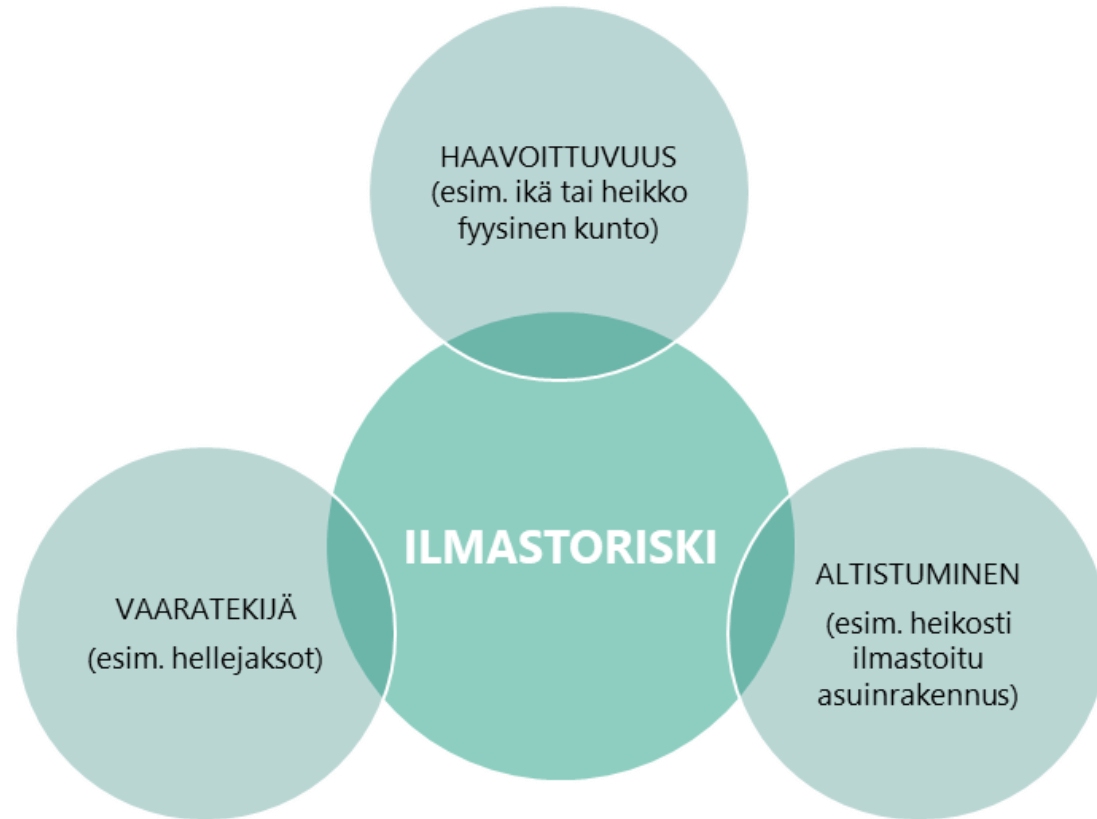 HAAVOITTUVUUS
(esim. ikä tai heikko
fyysinen kunto)
ILMASTORISKI
VAARATEKIJÄ
(esim. hellejaksot)
ALTISTUMINEN
(esim. heikosti
ilmastoitu
asuinrakennus)